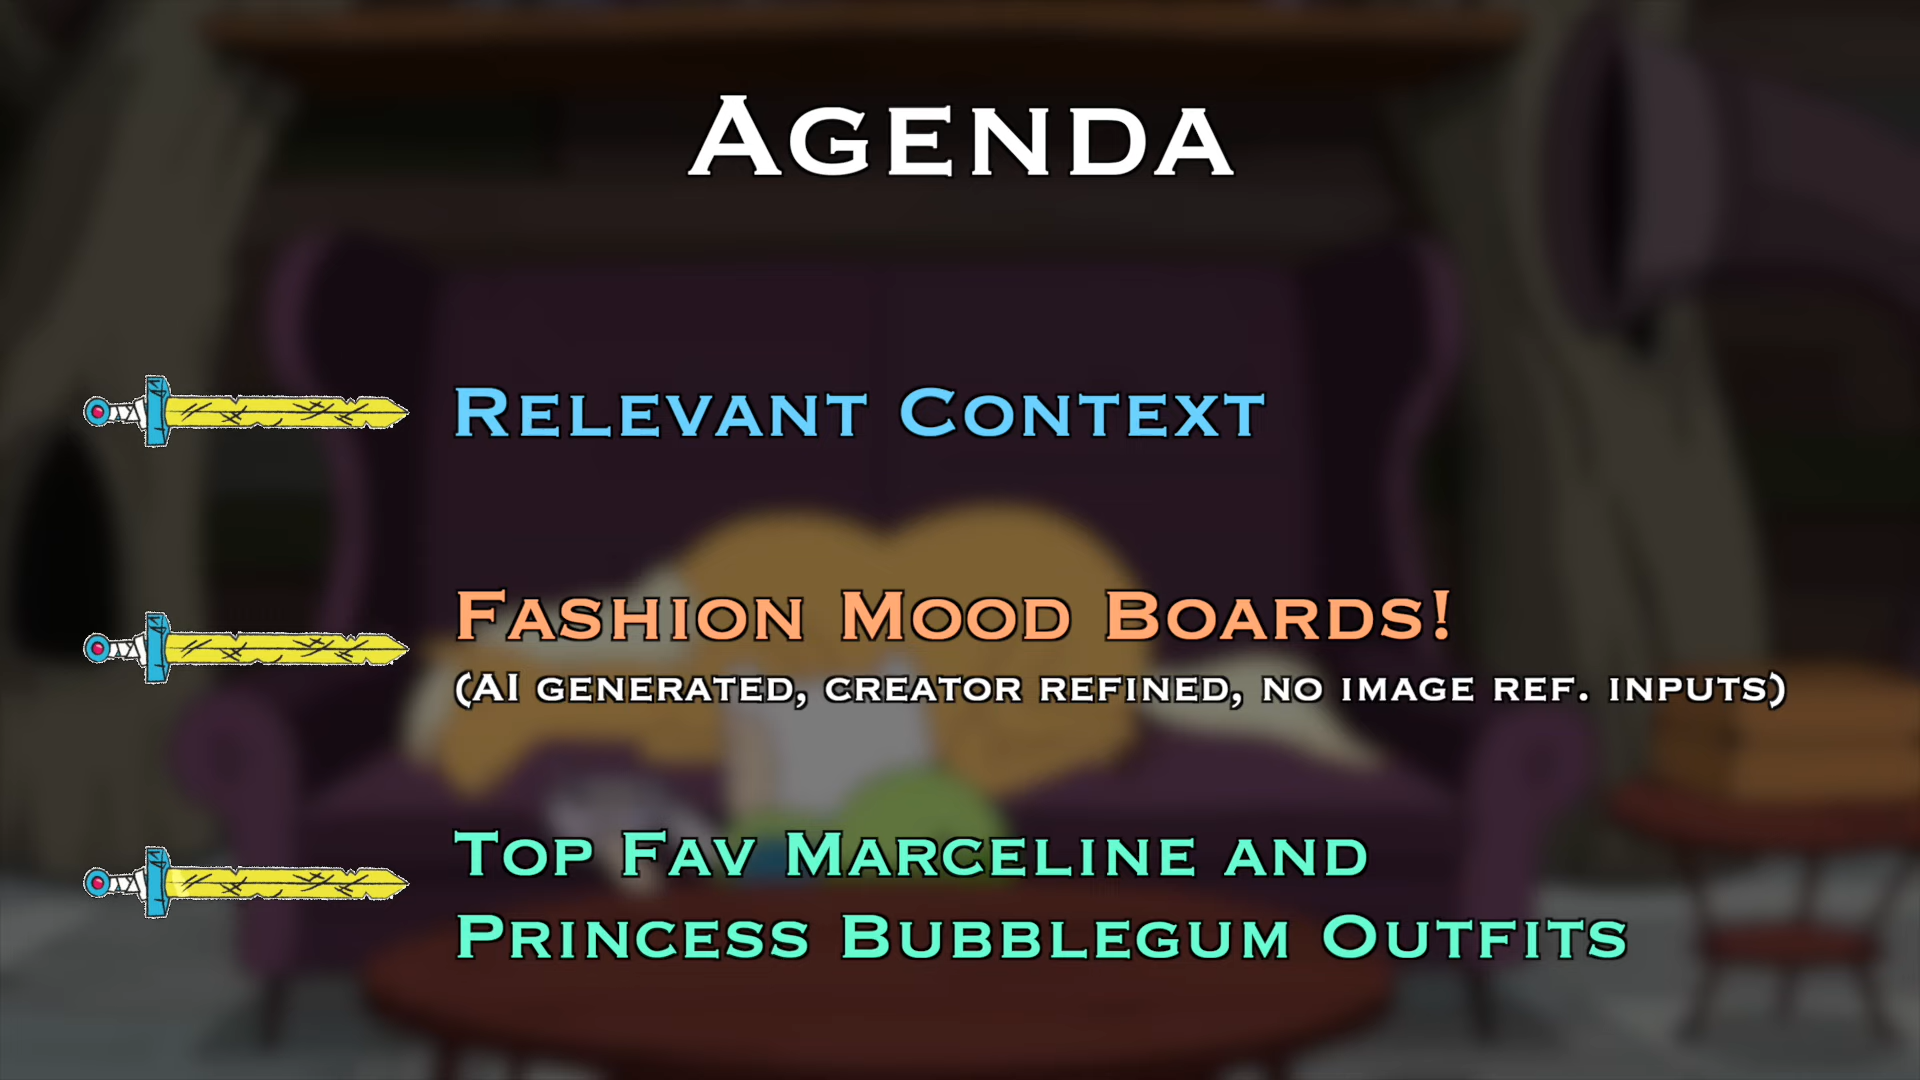 Agenda
Relevant Context
Fashion Mood Boards!
(AI generated, creator refined, no image ref. inputs)
Top Fav Marceline and
Princess Bubblegum Outfits